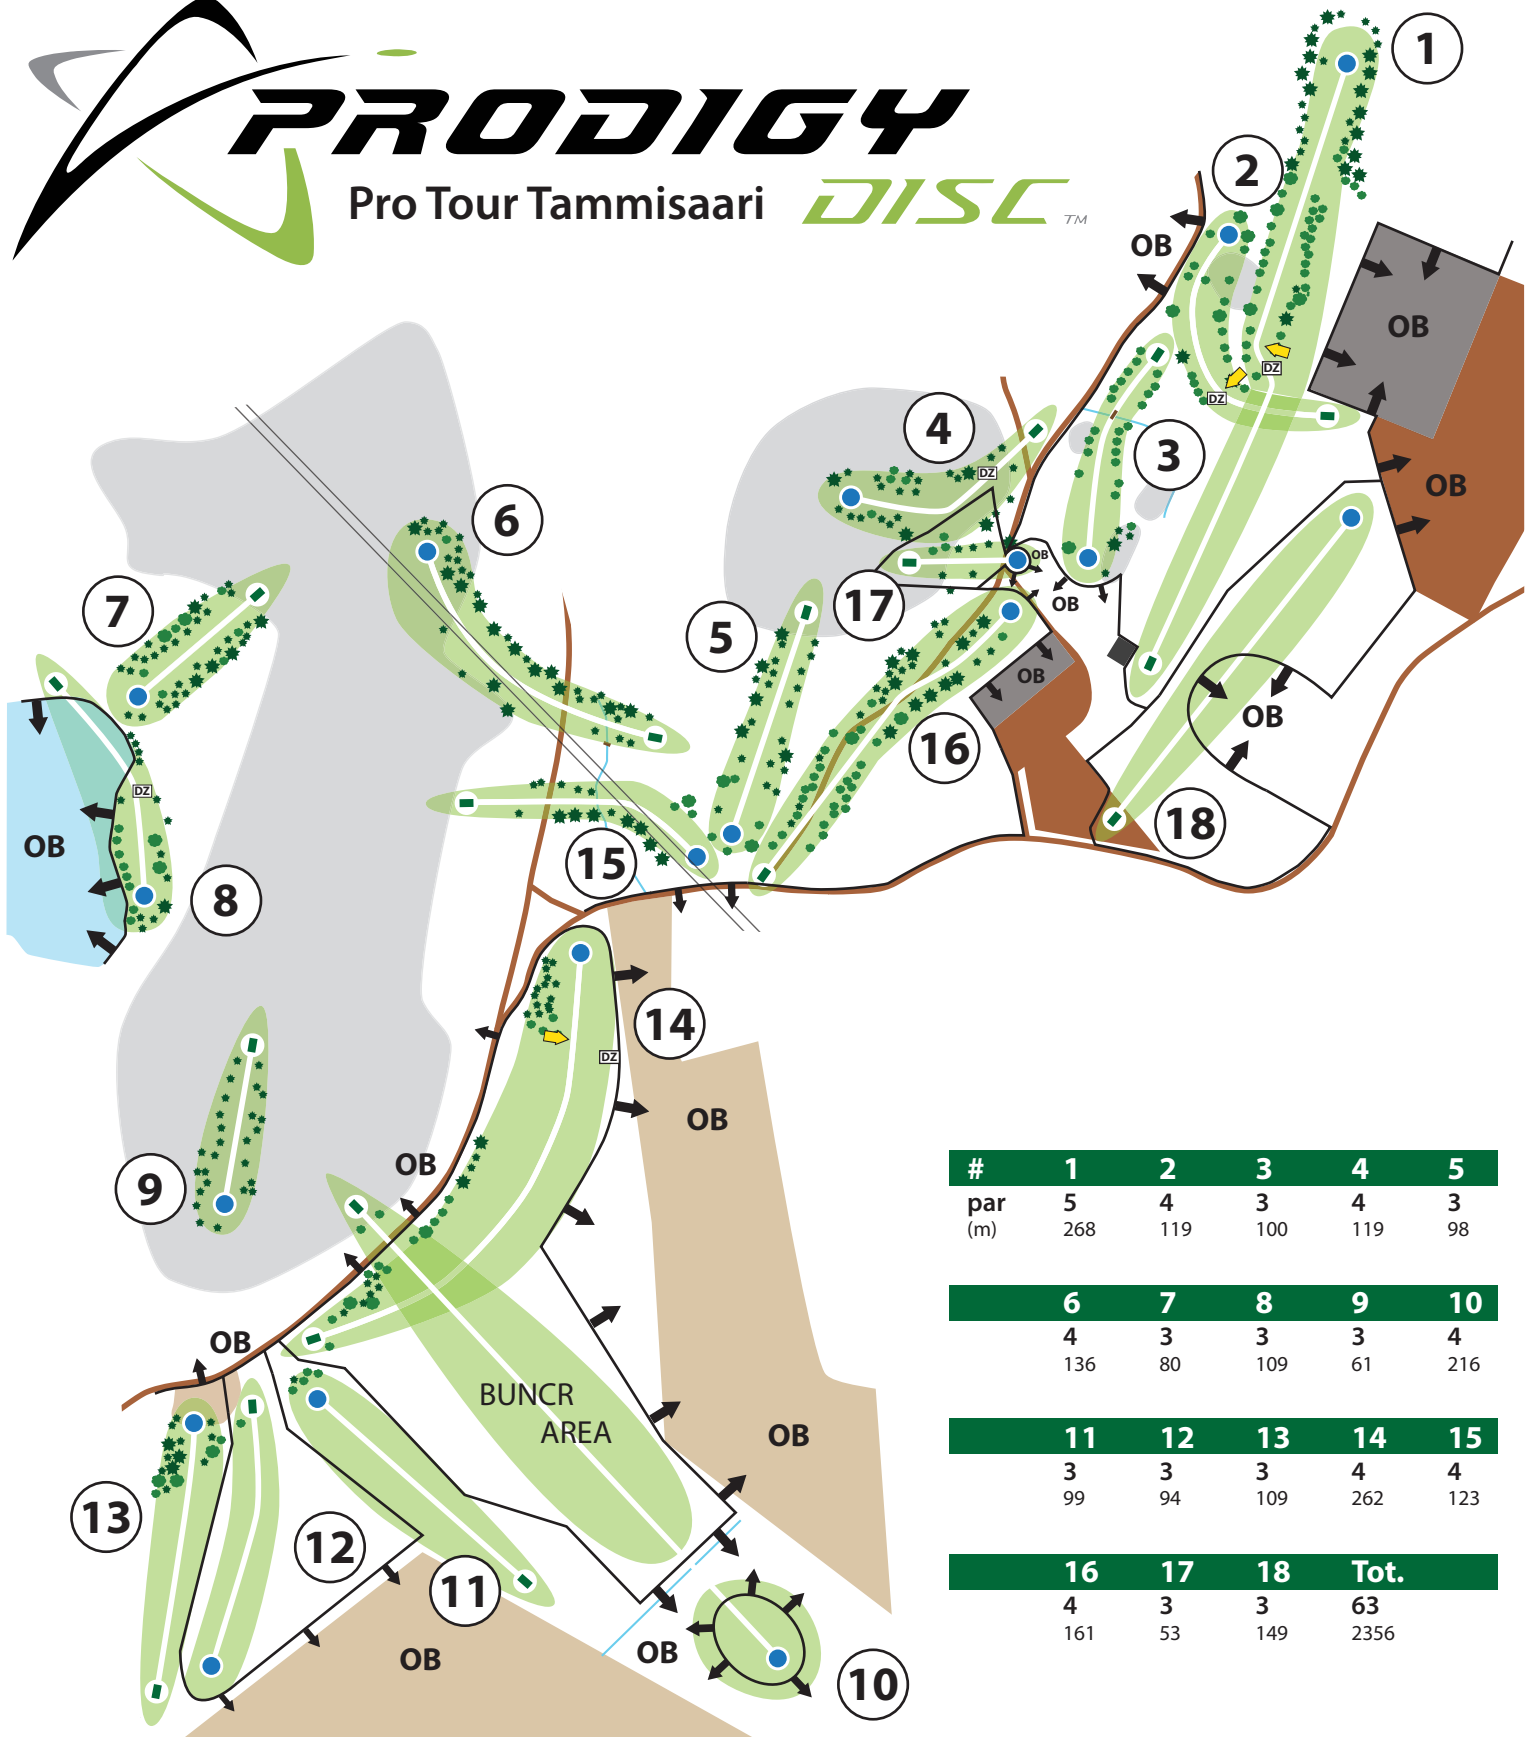 PRODIGY
Pro Tour Tammisaari DISC ™
1
2
OB
OB
DZ
DZ
4
3
OB
DZ
6
OB
7
17
OB
OB
5
OB
OB
16
DZ
18
OB
15
8
14
DZ
OB
9
OB
# 1 2 3 4 5
par 5 4 3 4 3
(m) 268 119 100 119 98
6 7 8 9 10
4 3 3 3 4
136 80 109 61 216
OB
BUNCR
AREA
OB
11 12 13 14 15
3 3 3 4 4
99 94 109 262 123
13
12
11
16 17 18 Tot.
4 3 3 63
161 53 149 2356
OB
OB
10